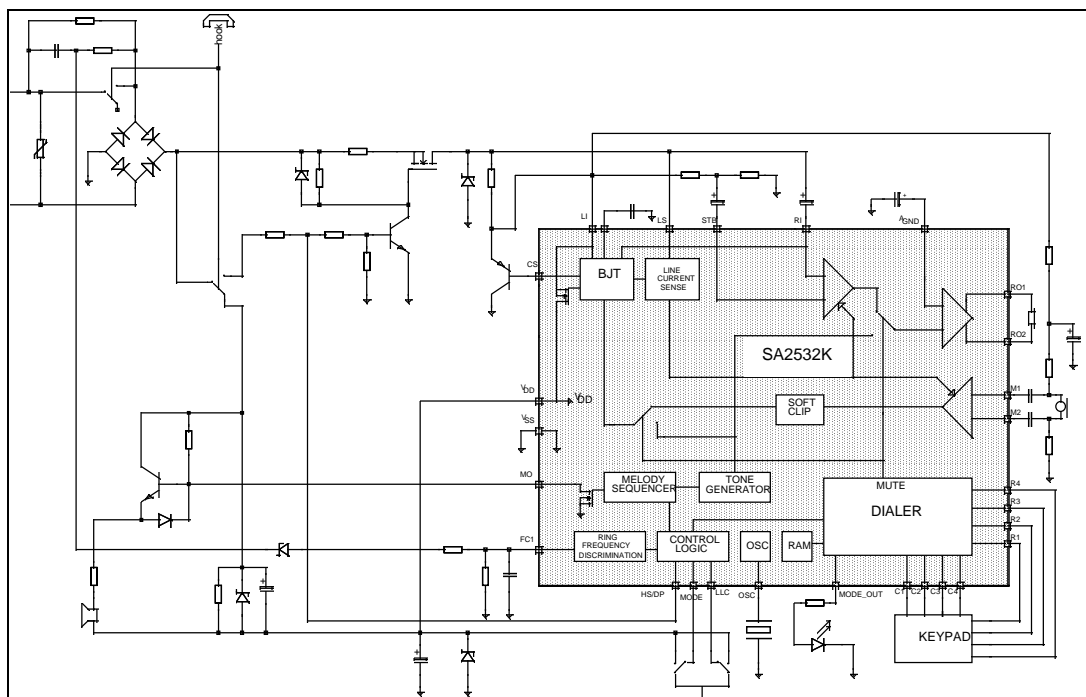 hook
LI
LS
STB
RI
AGND
CS
BJT
LINE
CURRENT
SENSE
RO1
RO2
SA2532K
VDD
VDD
M1
SOFT
CLIP
M2
VSS
MO
MELODY
SEQUENCER
TONE
GENERATOR
MUTE
DIALER
R4
R3
R2
R1
FC1
RING
FREQUENCY
DISCRIMINATION
CONTROL
LOGIC
OSC
RAM
HS/DP
MODE
LLC
OSC
MODE_OUT
C1
C2
C3
C4
KEYPAD